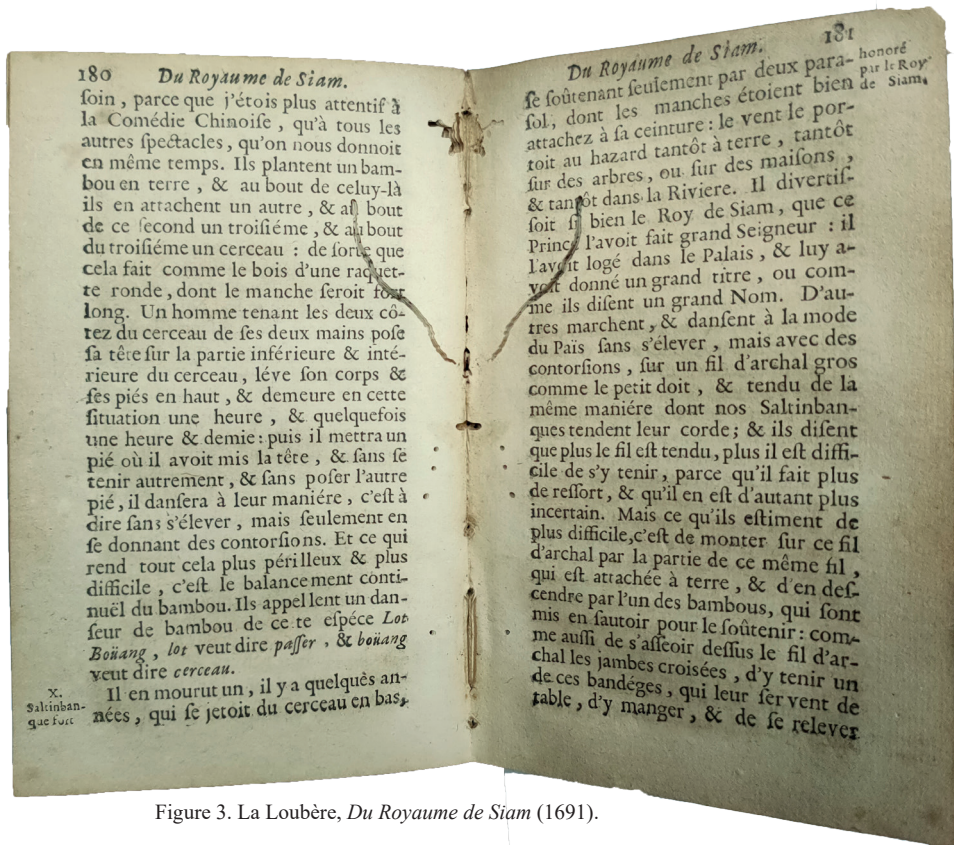 180 Du Royaume de Siam.
ſoin, parce que j'étois plus attentif à
la Comédie Chinoiſe, qu'à tous les
autres ſpectacles, qu'on nous donnoit
en même temps. Ils plantent un bam-
bou en terre, & au bout de celuy-là
ils en attachent un autre, & au bout
de ce ſecond un troiſiéme, & au bout
du troiſiéme un cerceau : de ſorte que
cela fait comme le bois d'une raquet-
te ronde, dont le manche ſeroit fort
long. Un homme tenant les deux cô-
tez du cerceau de ſes deux mains poſe
ſa tête ſur la partie inférieure & inté-
rieure du cerceau, léve ſon corps &
ſes piés en haut, & demeure en cette
ſituation une heure, & quelquefois
une heure & demie: puis il mettra un
pié où il avoit mis la tête, & ſans ſe
tenir autrement, & ſans poſer l'autre
pié, il danſera à leur maniére, c'eſt à
dire ſans s'élever, mais ſeulement en
ſe donnant des contorſions. Et ce qui
rend tout cela plus périlleux & plus
difficile, c'eſt le balancement conti-
nuël du bambou. Ils appellent un dan-
ſeur de bambou de ce te eſpéce Lot
Boüang, lot veut dire paſſer, & boüang
veut dire cerceau.
X.
Saltinban-
que fort
Il en mourut un, il y a quelques an-
nées, qui ſe jetoit du cerceau en bas,
Du Royaume de Siam. 181
honoré
par le Roy
de Siam.
ſe ſoûtenant ſeulement par deux para-
ſol, dont les manches étoient bien
attachez à ſa ceinture : le vent le por-
toit au hazard tantôt à terre, tantôt
ſur des arbres, ou ſur des maiſons,
& tantôt dans la Riviere. Il divertiſ-
ſoit ſi bien le Roy de Siam, que ce
Prince l'avoit fait grand Seigneur : il
l'avoit logé dans le Palais, & luy a-
voit donné un grand titre, ou com-
me ils diſent un grand Nom. D'au-
tres marchent, & danſent à la mode
du Païs ſans s'élever, mais avec des
contorſions, ſur un fil d'archal gros
comme le petit doit, & tendu de la
même maniére dont nos Saltinban-
ques tendent leur corde; & ils diſent
que plus le fil eſt tendu, plus il eſt diffi-
cile de s'y tenir, parce qu'il fait plus
de reſſort, & qu'il en eſt d'autant plus
incertain. Mais ce qu'ils eſtiment de
plus difficile, c'eſt de monter ſur ce fil
d'archal par la partie de ce même fil,
qui eſt attachée à terre, & d'en deſ-
cendre par l'un des bambous, qui ſont
mis en ſautoir pour le ſoûtenir : com-
me auſſi de s'aſſeoir deſſus le fil d'ar-
chal les jambes croiſées, d'y tenir un
de ces bandéges, qui leur ſervent de
table, d'y manger, & de ſe relever
Figure 3. La Loubère, Du Royaume de Siam (1691).